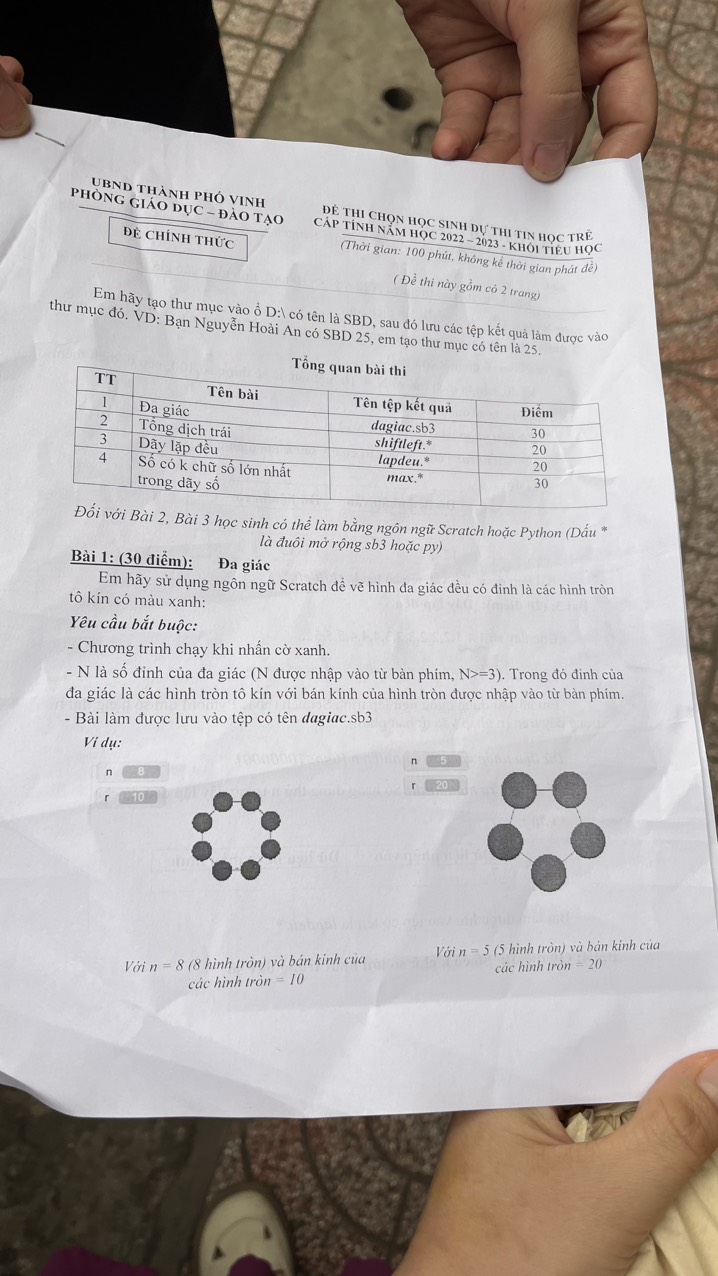 UBND THÀNH PHỐ VINH
PHÒNG GIÁO DỤC – ĐÀO TẠO
ĐỀ CHÍNH THỨC
ĐỀ THI CHỌN HỌC SINH DỰ THI TIN HỌC TRẺ
CẤP TỈNH NĂM HỌC 2022 – 2023 - KHỐI TIỂU HỌC
(Thời gian: 100 phút, không kể thời gian phát đề)
( Đề thi này gồm có 2 trang)
Em hãy tạo thư mục vào ổ D:\ có tên là SBD, sau đó lưu các tệp kết quả làm được vào
thư mục đó. VD: Bạn Nguyễn Hoài An có SBD 25, em tạo thư mục có tên là 25.
Tổng quan bài thi
TT Tên bài Tên tệp kết quả Điểm
1 Đa giác dagiac.sb3 30
2 Tổng dịch trái shiftleft.* 20
3 Dãy lặp đều lapdeu.* 20
4 Số có k chữ số lớn nhất max.* 30
trong dãy số
Đối với Bài 2, Bài 3 học sinh có thể làm bằng ngôn ngữ Scratch hoặc Python (Dấu *
là đuôi mở rộng sb3 hoặc py)
Bài 1: (30 điểm): Đa giác
Em hãy sử dụng ngôn ngữ Scratch để vẽ hình đa giác đều có đỉnh là các hình tròn
tô kín có màu xanh:
Yêu cầu bắt buộc:
- Chương trình chạy khi nhấn cờ xanh.
- N là số đỉnh của đa giác (N được nhập vào từ bàn phím, N>=3). Trong đó đỉnh của
đa giác là các hình tròn tô kín với bán kính của hình tròn được nhập vào từ bàn phím.
- Bài làm được lưu vào tệp có tên dagiac.sb3
Ví dụ:
n 8
r 10
n 5
r 20
Với n = 8 (8 hình tròn) và bán kính của
các hình tròn = 10
Với n = 5 (5 hình tròn) và bán kính của
các hình tròn = 20